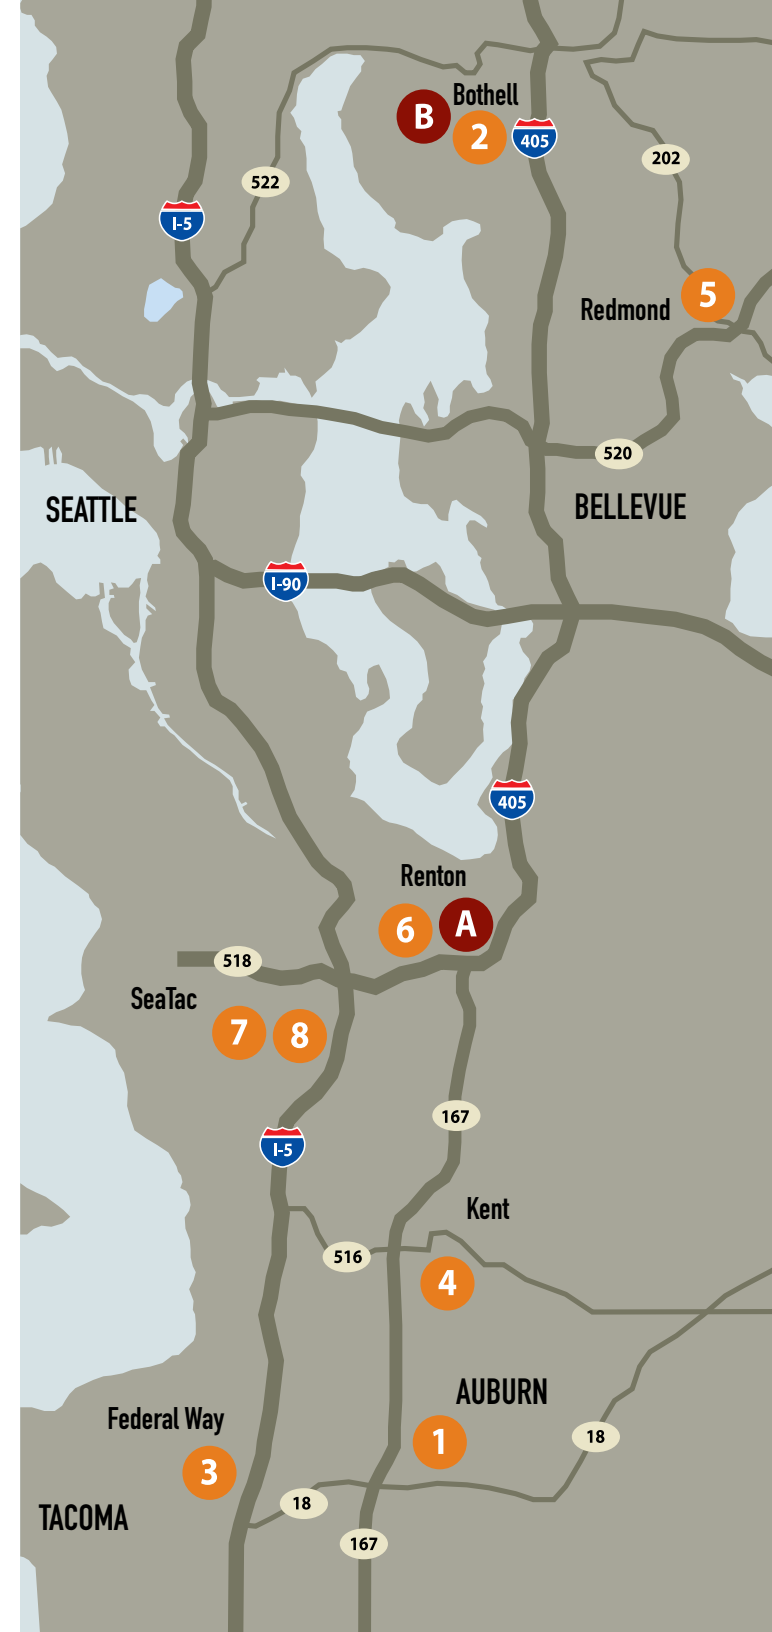 Bothell
B
2
405
202
522
I-5
5
Redmond
520
SEATTLE
BELLEVUE
I-90
405
Renton
6
A
518
SeaTac
7
8
167
I-5
Kent
516
4
AUBURN
Federal Way
1
18
3
18
TACOMA
167